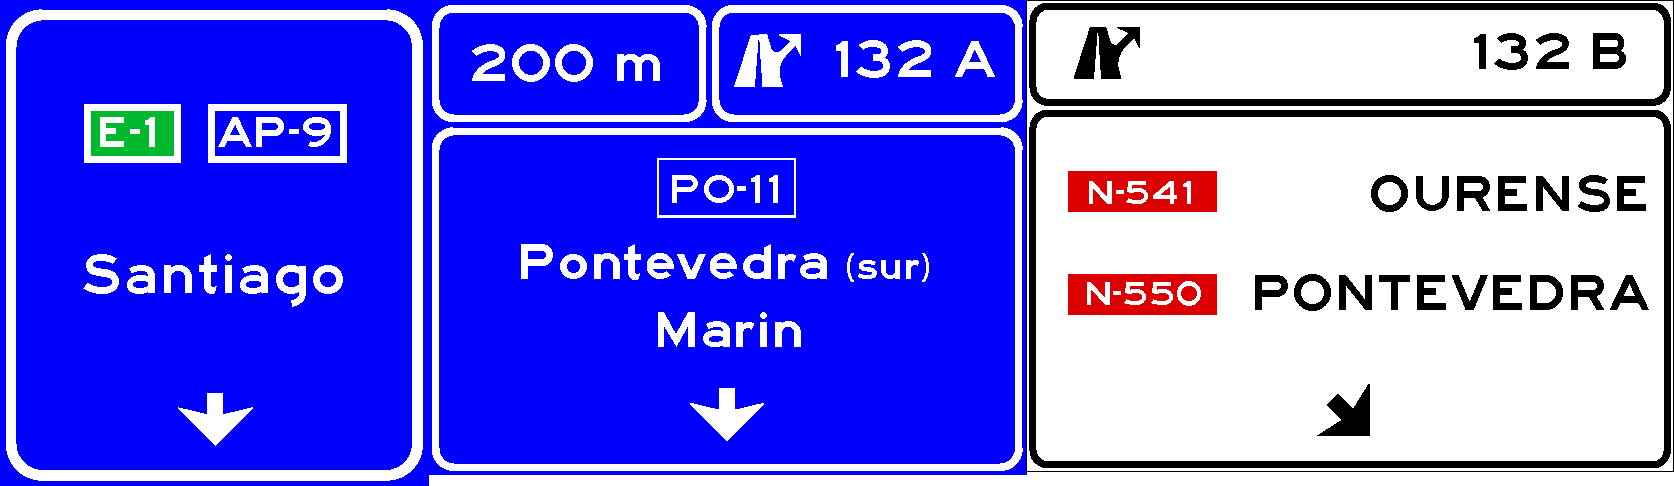 E-1 AP-9
Santiago
200 m
132 A
PO-11
Pontevedra (sur)
Marin
132 B
N-541 OURENSE
N-550 PONTEVEDRA